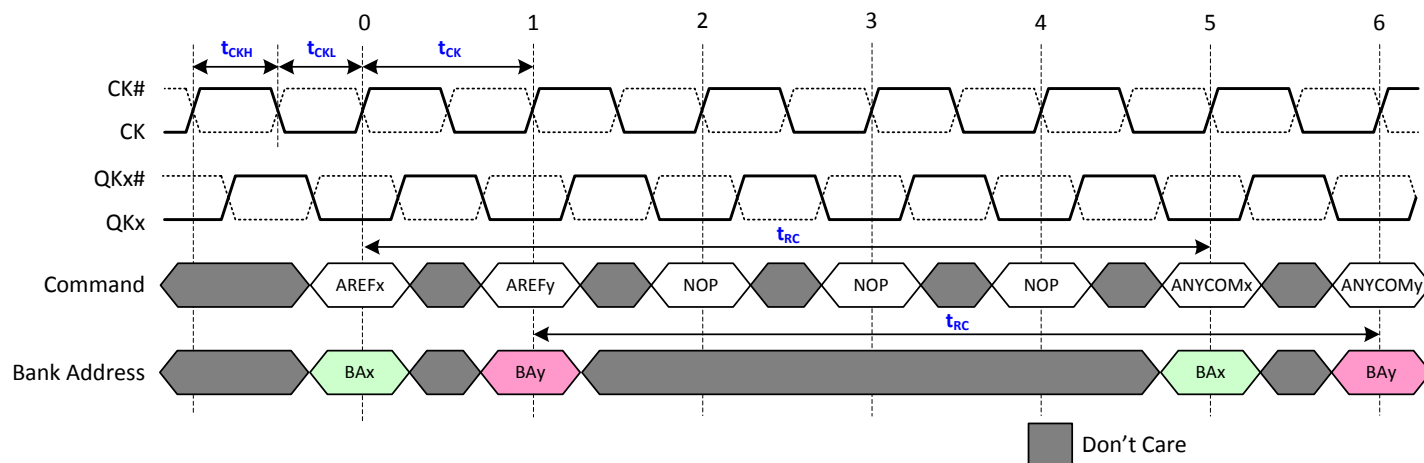 0 1 2 3 4 5 6
tCKH tCKL tCK
CK#
CK
QKx#
QKx
tRC
Command AREFx AREFy NOP NOP NOP ANYCOMx ANYCOMy
tRC
Bank Address BAx BAy BAx BAy
Don't Care